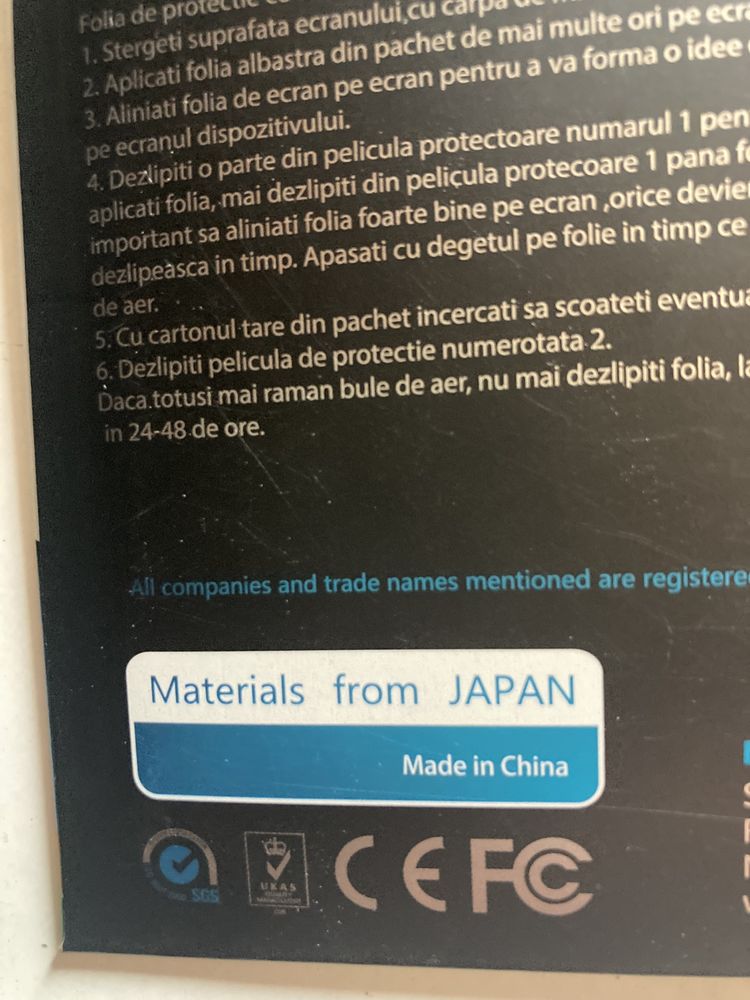 Folia de protectie
1. Stergeti suprafata ecranului,cu carpa
2. Aplicati folia albastra din pachet de mai multe ori pe
3. Aliniati folia de ecran pe ecran pentru a va forma o idee
pe ecranul dispozitivului.
4. Dezlipiti o parte din pelicula protectoare numarul 1
aplicati folia, mai dezlipiti din pelicula protecoare 1 pana
important sa aliniati folia foarte bine pe ecran ,orice
dezlipeasca in timp. Apasati cu degetul pe folie in timp ce
de aer.
5. Cu cartonul tare din pachet incercati sa scoateti
6. Dezlipiti pelicula de protectie numerotata 2.
Daca totusi mai raman bule de aer, nu mai dezlipiti folia,
in 24-48 de ore.
All companies and trade names mentioned are
Materials from JAPAN
Made in China
SGS
UKAS
QUALITY
MANAGEMENT
CE FC